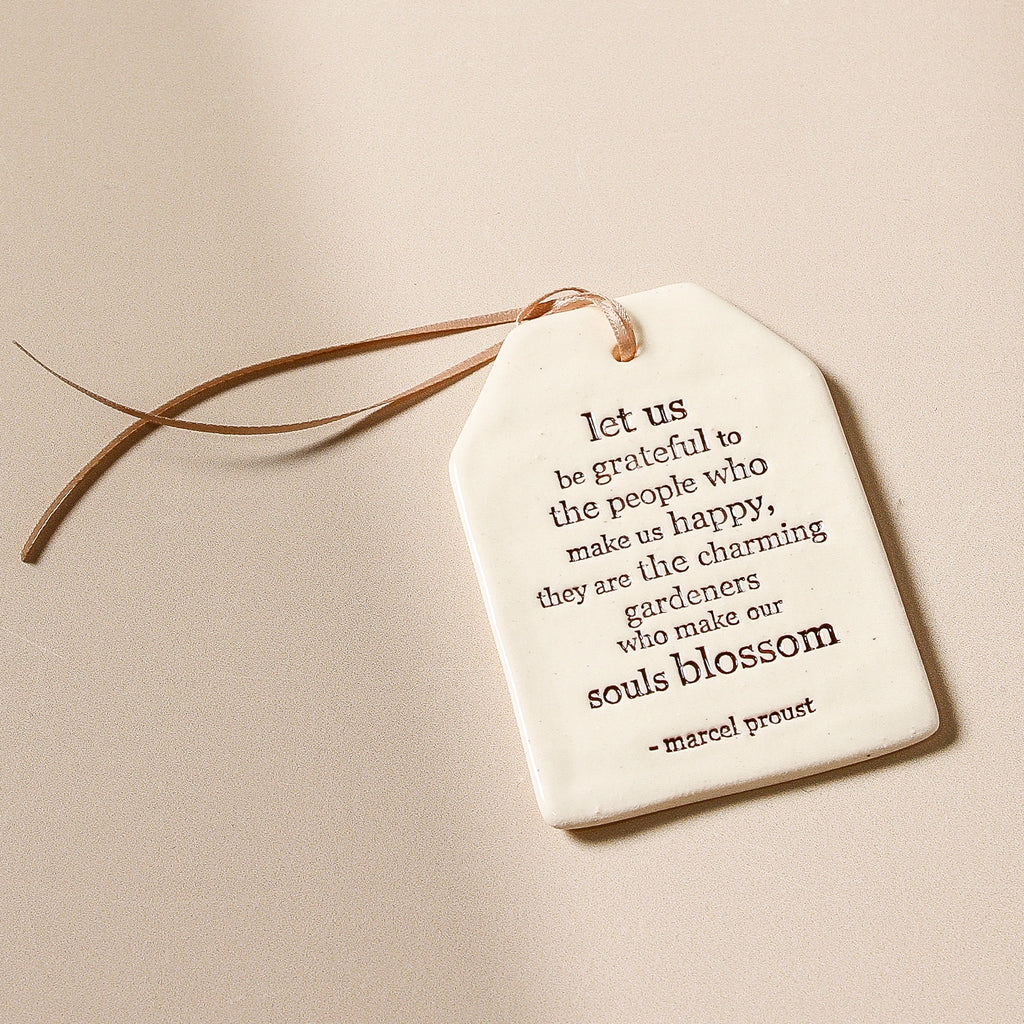 let us
be grateful to
the people who
make us happy,
they are the charming
gardeners
who make our
souls blossom
- marcel proust